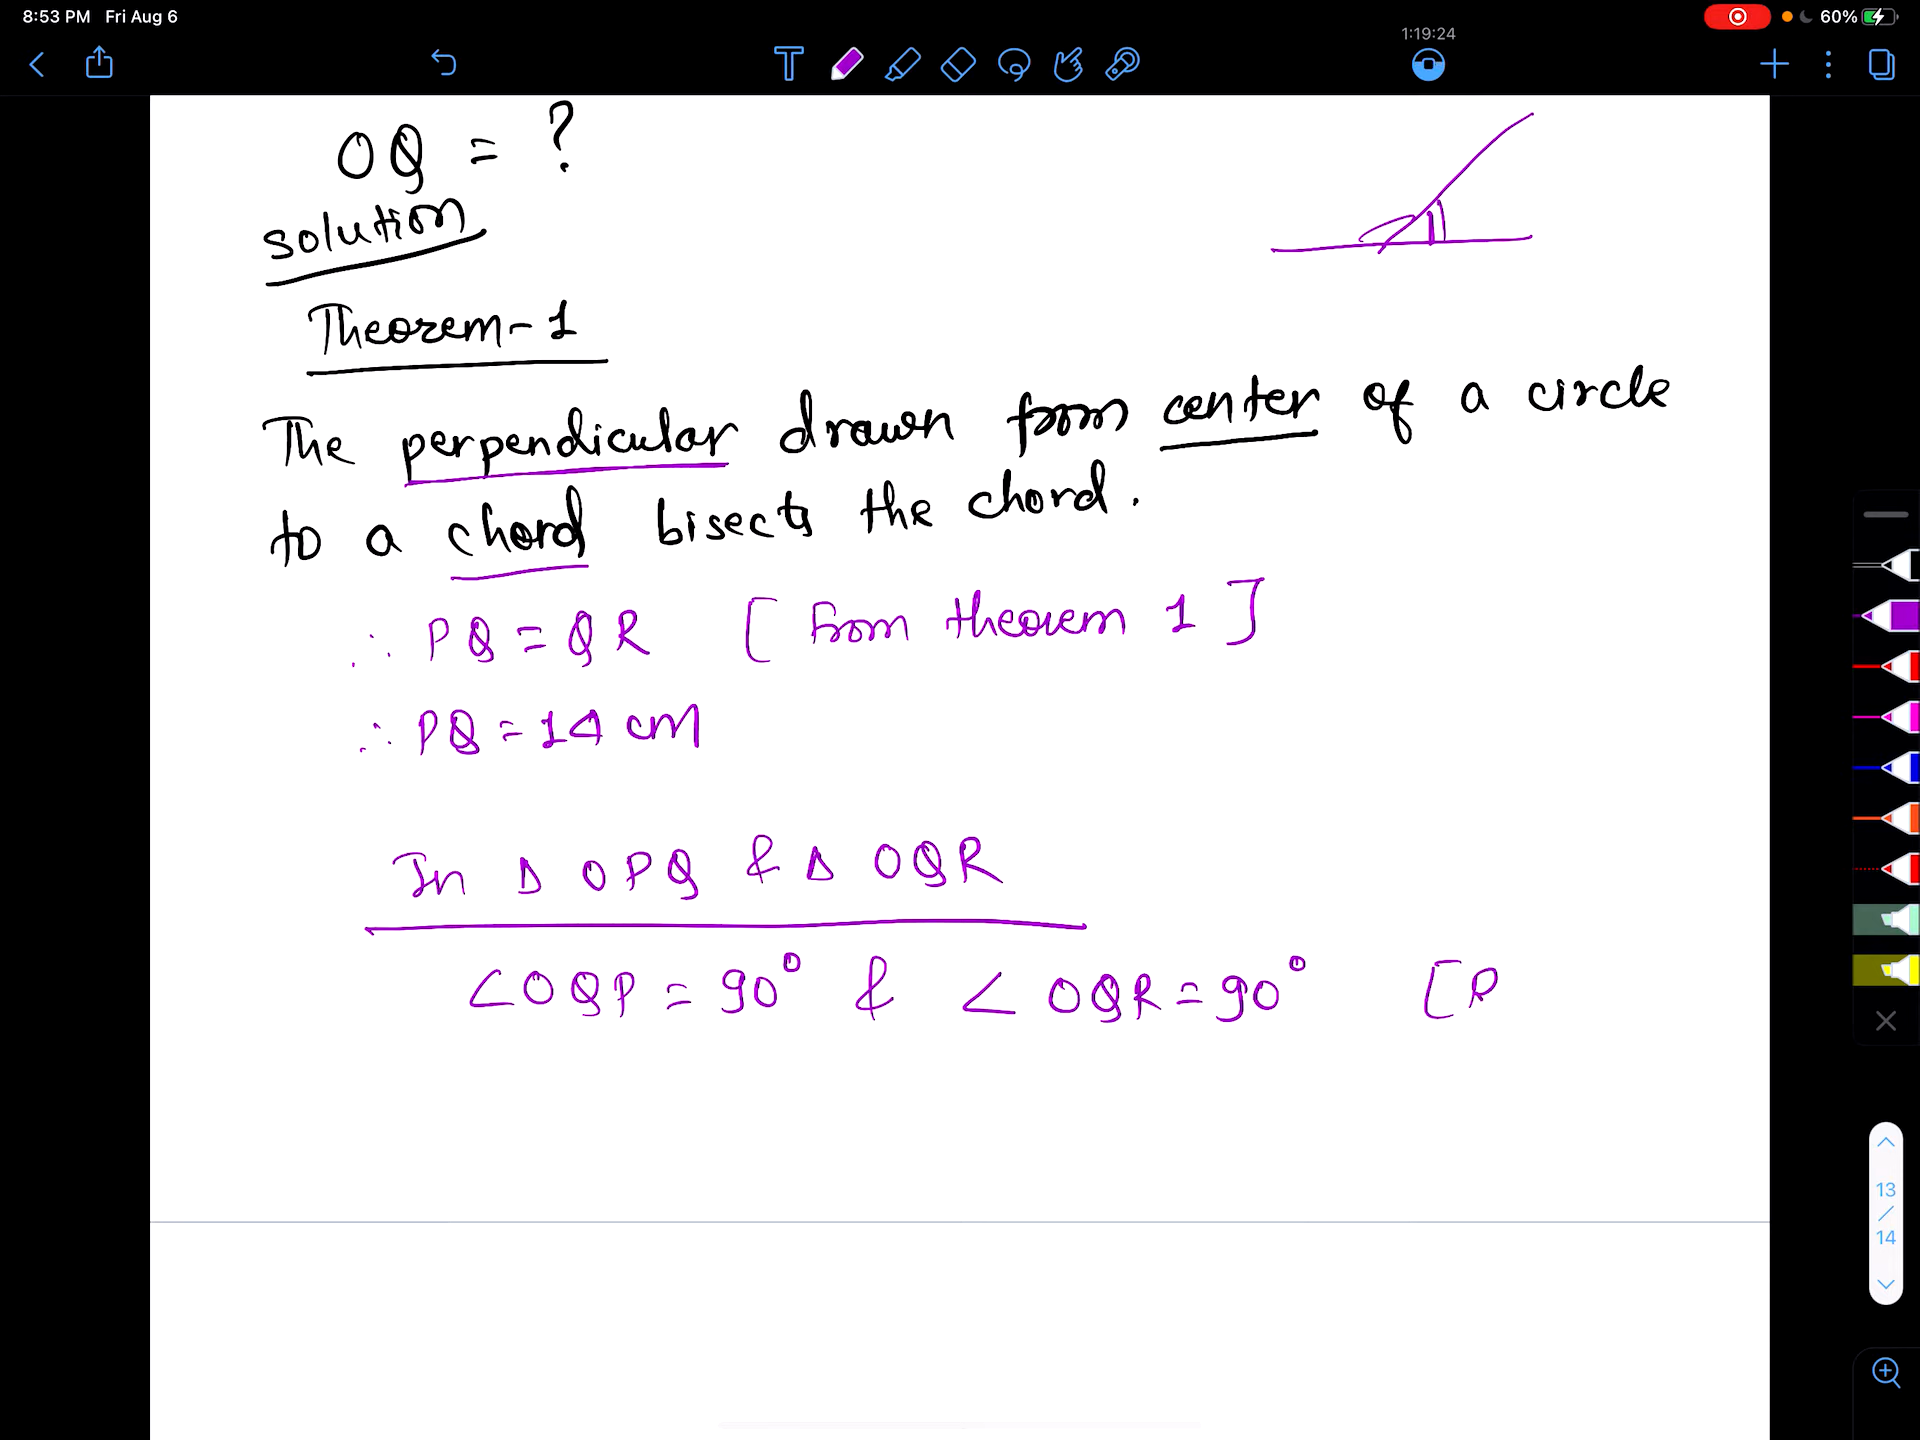 8:53 PM Fri Aug 6
60%
1:19:24
OQ = ?
solution
Theorem-1
The perpendicular drawn from center of a circle
to a chord bisects the chord.
∴ PQ = QR [ from theorem 1 ]
∴ PQ = 14 cm
In Δ OPQ & Δ OQR
∠OQP = 90° & ∠OQR = 90° [P
13
/
14